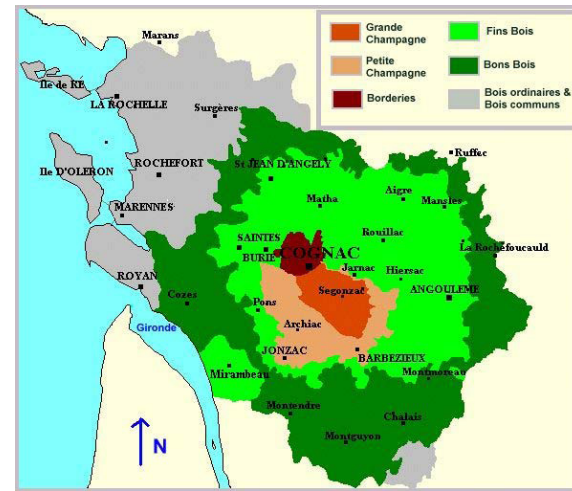 Grande
Champagne
Fins Bois
Petite
Champagne
Bons Bois
Borderies
Bois ordinaires &
Bois communs
Marans
Ile de RE
LA ROCHELLE
Surgères
Ruffec
Ile D'OLERON
ROCHEFORT
St JEAN D'ANGELY
Aigre
Matha
Mansles
MARENNES
SAINTES
Rouillac
La Rochefoucauld
BURIE
COGNAC
Jarnac
Hiersac
ROYAN
Segonzac
ANGOULEME
Cozes
Pons
Gironde
Archiac
JONZAC
BARBEZIEUX
Mirambeau
Montmoreau
Montendre
Chalais
Montguyon
N